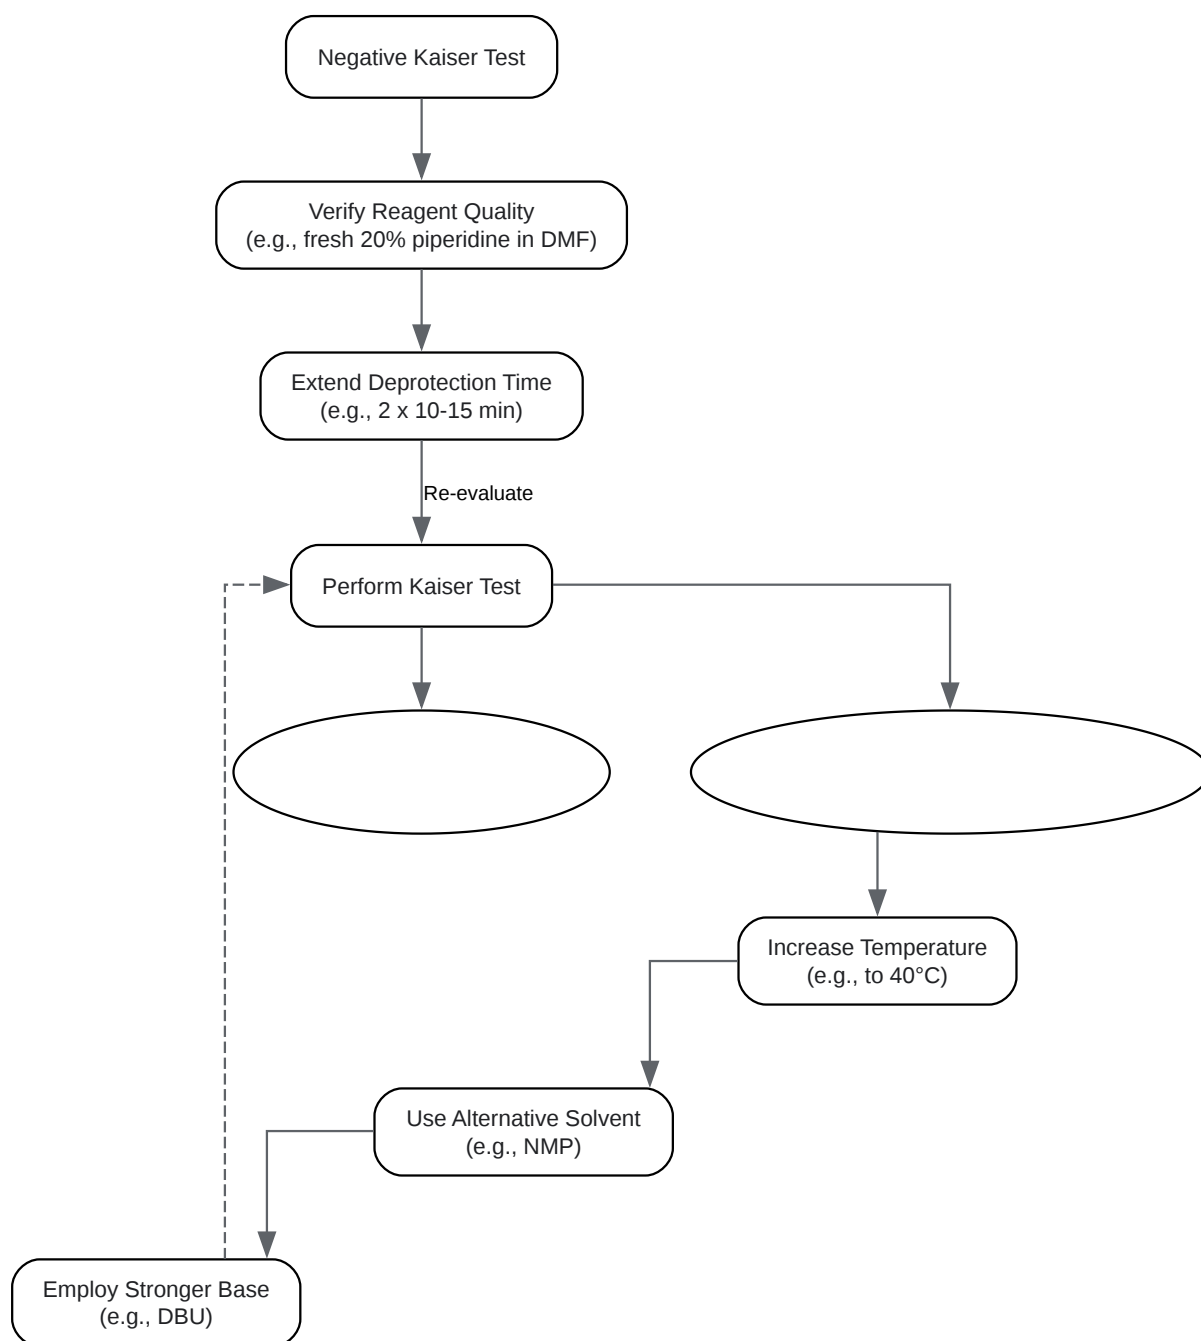 Negative Kaiser Test
Verify Reagent Quality
(e.g., fresh 20% piperidine in DMF)
Extend Deprotection Time
(e.g., 2 x 10-15 min)
Re-evaluate
Perform Kaiser Test
Increase Temperature
(e.g., to 40°C)
Use Alternative Solvent
(e.g., NMP)
Employ Stronger Base
(e.g., DBU)